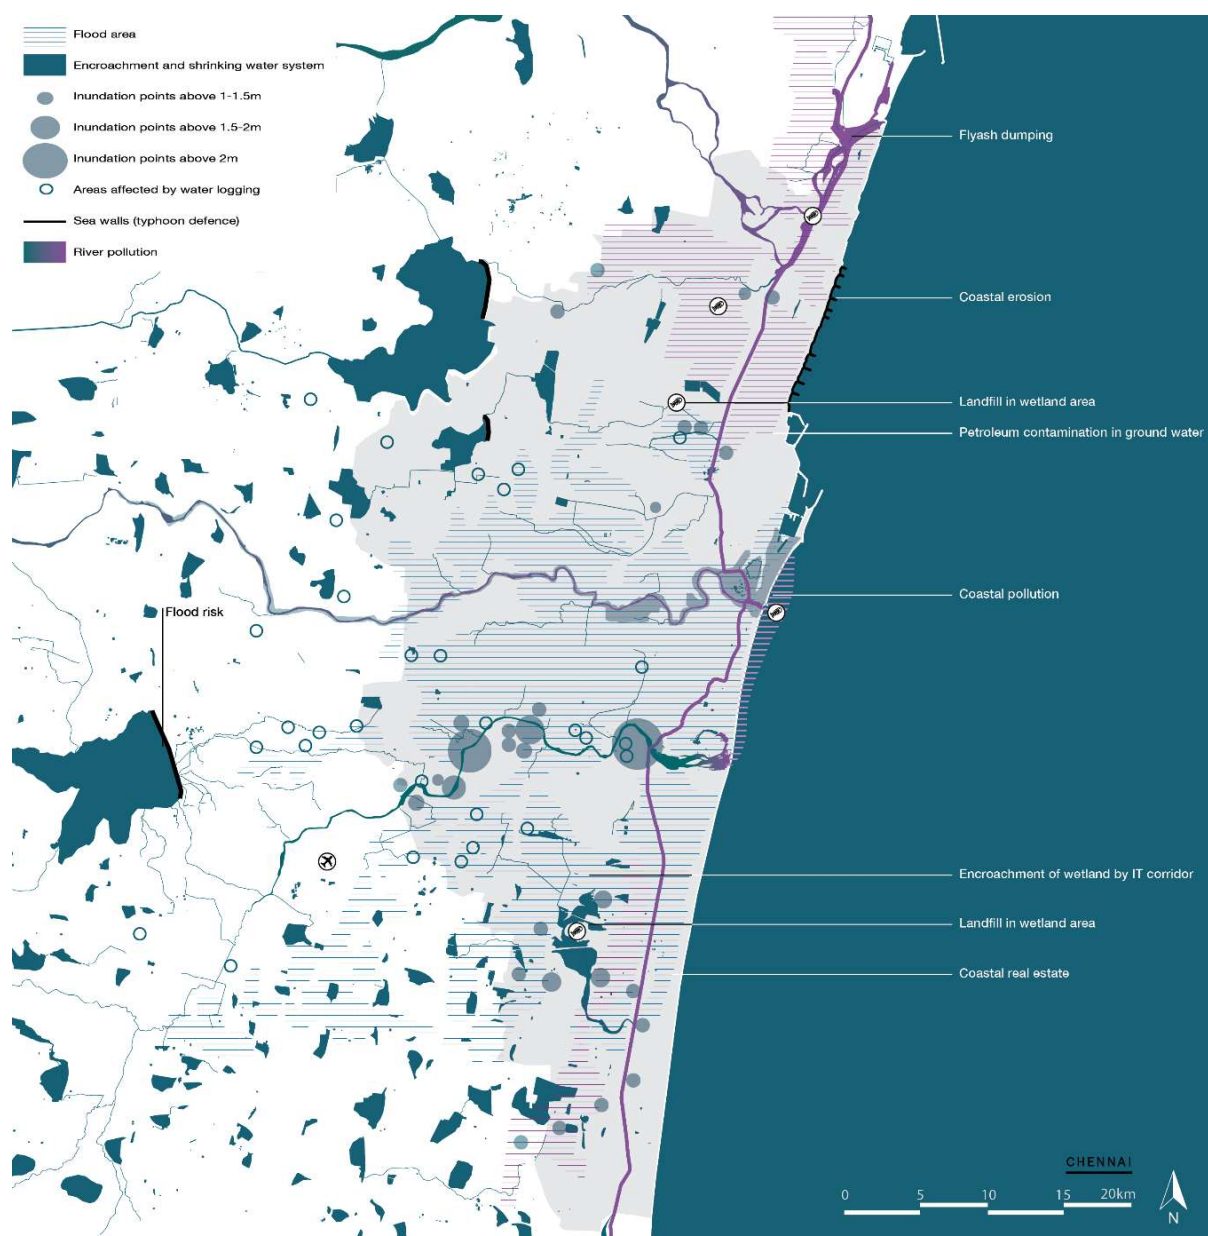 Flood area
Encroachment and shrinking water system
Inundation points above 1-1.5m
Inundation points above 1.5-2m
Inundation points above 2m
Areas affected by water logging
Sea walls (typhoon defence)
River pollution
Flyash dumping
Coastal erosion
Landfill in wetland area
Petroleum contamination in ground water
Coastal pollution
Flood risk
Encroachment of wetland by IT corridor
Landfill in wetland area
Coastal real estate
CHENNAI
0 5 10 15 20km
N